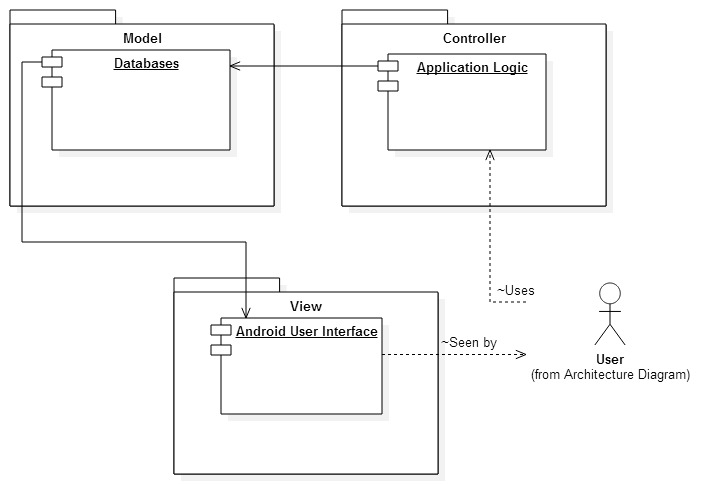 Model
Databases
Controller
Application Logic
~Uses
View
Android User Interface
~Seen by
User
(from Architecture Diagram)